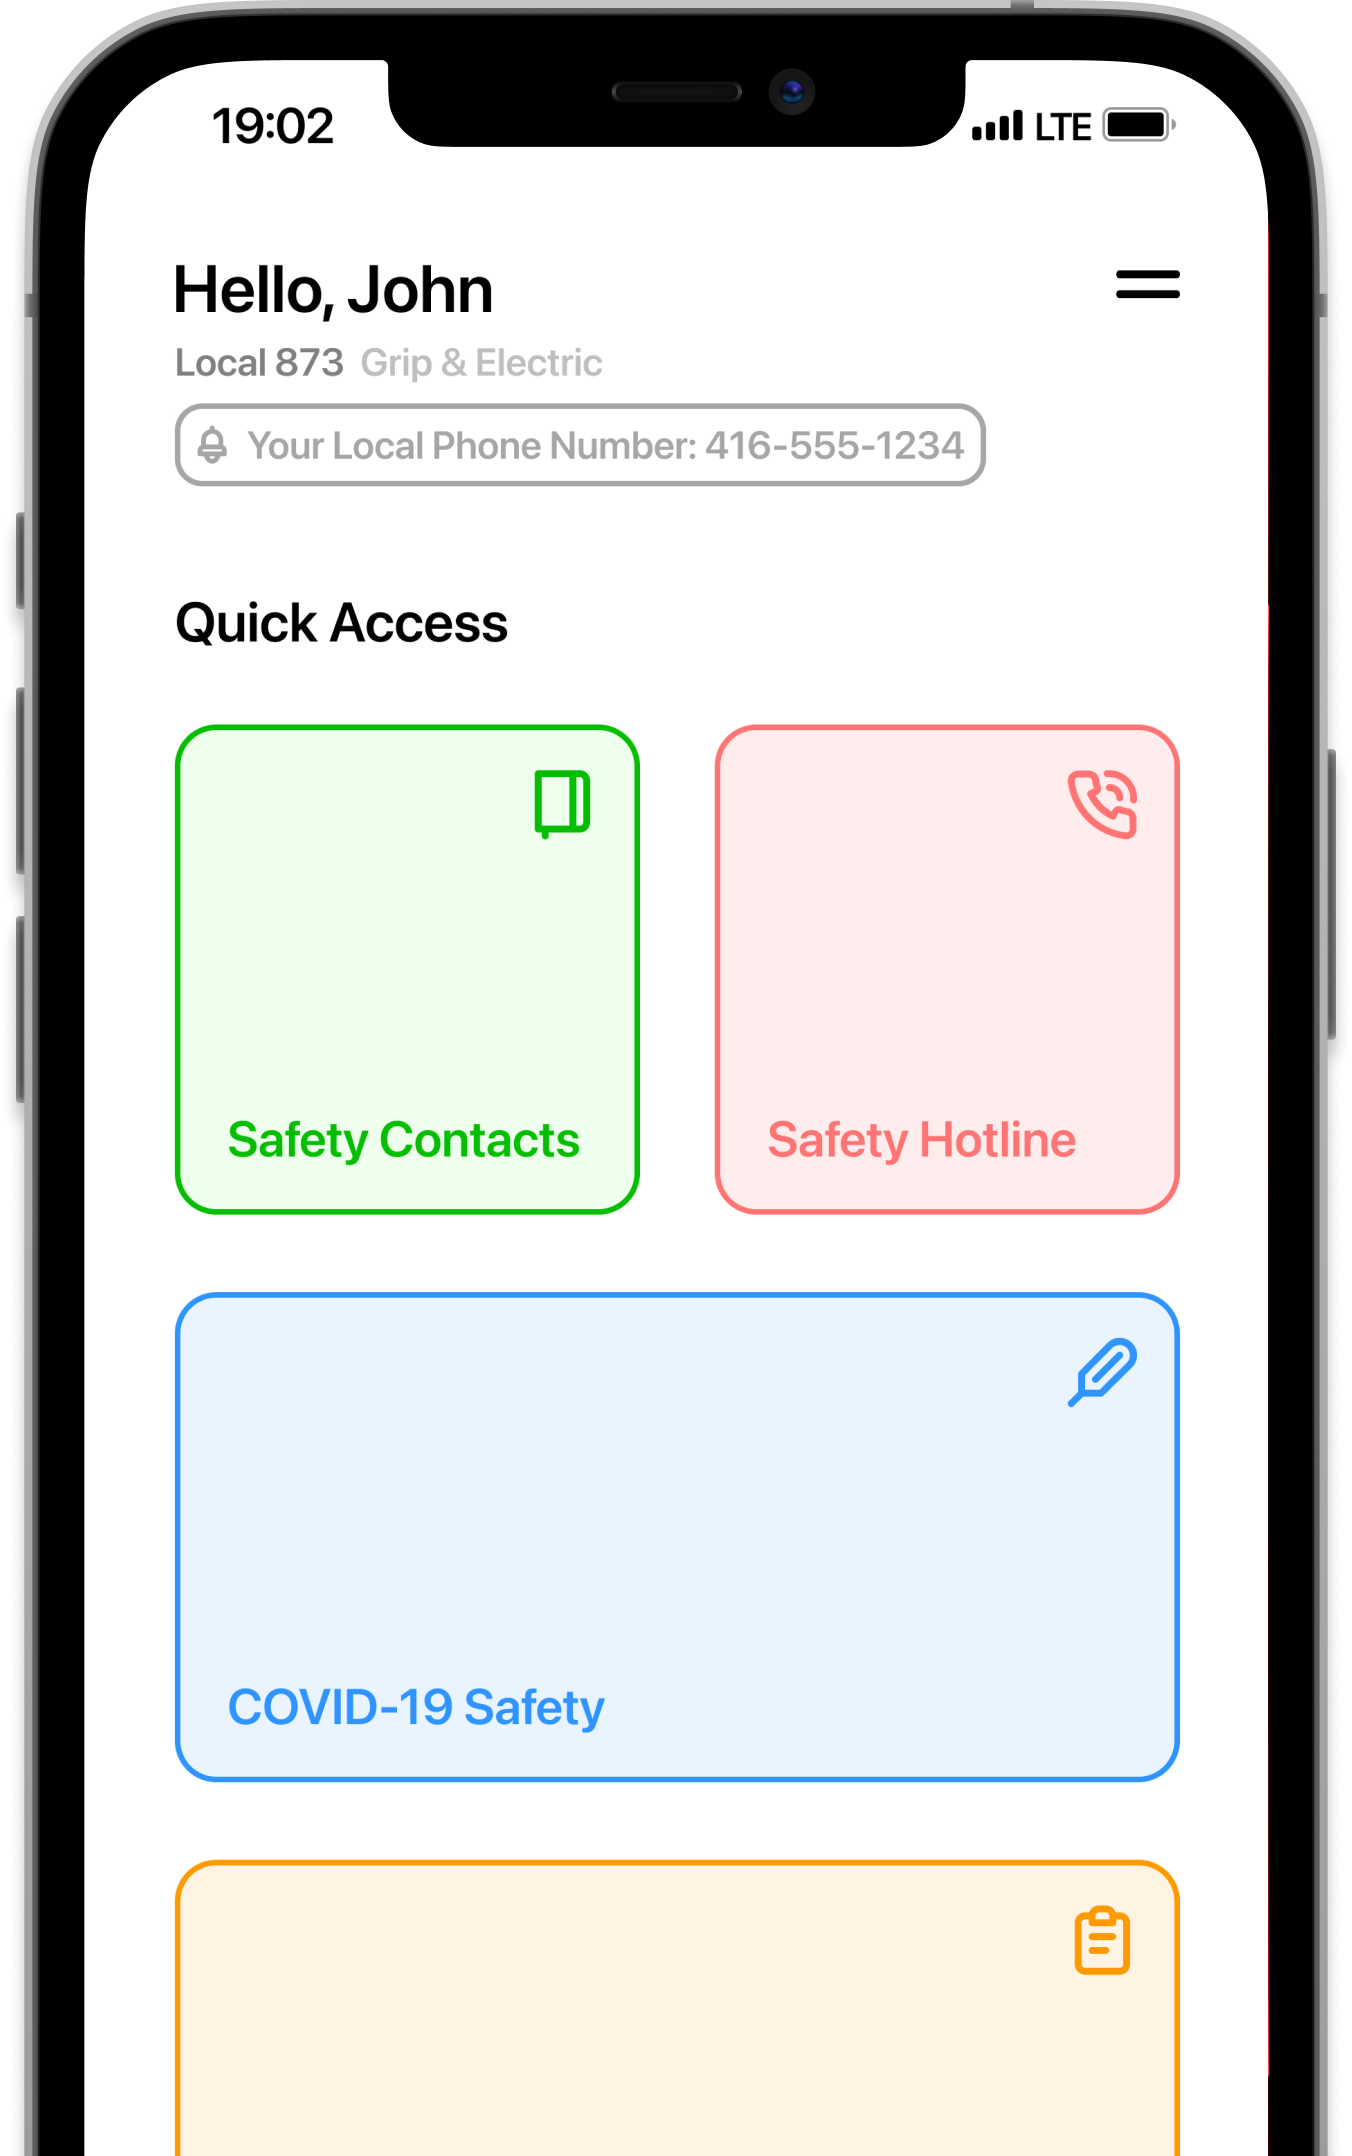 19:02
LTE
Hello, John
Local 873 Grip & Electric
Your Local Phone Number: 416-555-1234
Quick Access
Safety Contacts
Safety Hotline
COVID-19 Safety